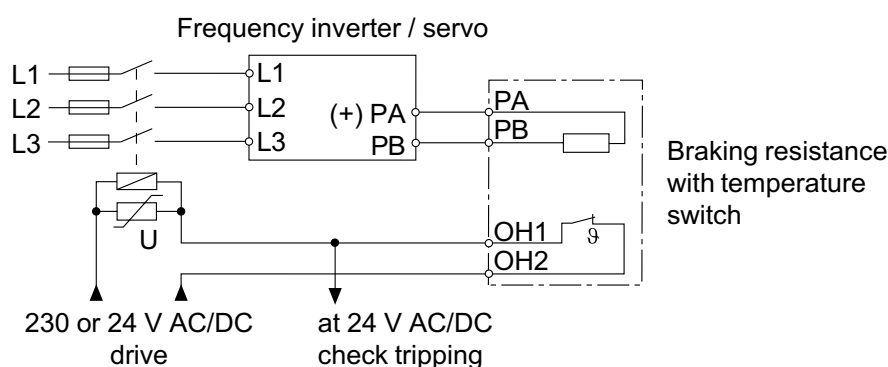 Frequency inverter / servo
L1
L1
PA
L2
L2
(+) PA
PB
L3
L3
PB
Braking resistance
with temperature
switch
U
OH1
ϑ
OH2
230 or 24 V AC/DC
drive
at 24 V AC/DC
check tripping